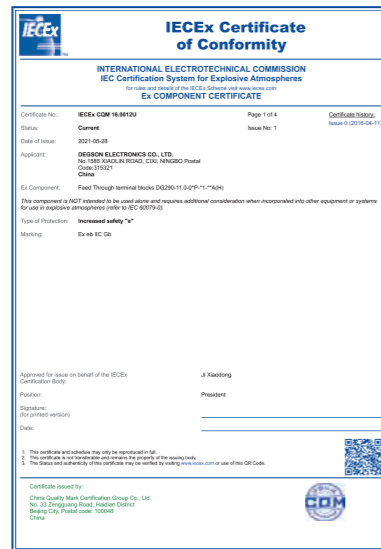 IECEx
IECEx Certificate
of Conformity
INTERNATIONAL ELECTROTECHNICAL COMMISSION
IEC Certification System for Explosive Atmospheres
for rules and details of the IECEx Scheme visit www.iecex.com
Ex COMPONENT CERTIFICATE
Certificate No.: IECEx CQM 16.0012U Page 1 of 4 Certificate history:
Issue 0 (2016-04-11)
Status: Current Issue No: 1
Date of Issue: 2021-05-28
Applicant: DEGSON ELECTRONICS CO., LTD.
No.1585 XIAOLIN ROAD, CIXI, NINGBO Postal
Code:315321
China
Ex Component: Feed Through terminal blocks DG290-11.0-0*P-*1-**A(H)
This component is NOT intended to be used alone and requires additional consideration when incorporated into other equipment or systems
for use in explosive atmospheres (refer to IEC 60079-0).
Type of Protection: Increased safety "e"
Marking: Ex eb IIC Gb
Approved for issue on behalf of the IECEx Ji Xiaodong
Certification Body:
Position: President
Signature:
(for printed version)
Date:
1. This certificate and schedule may only be reproduced in full.
2. This certificate is not transferable and remains the property of the issuing body.
3. The Status and authenticity of this certificate may be verified by visiting www.iecex.com or use of this QR Code.
Certificate issued by:
China Quality Mark Certification Group Co., Ltd.
No. 33 Zengguang Road, Haidian District
Beijing City, Postal code: 100048
China
CQM